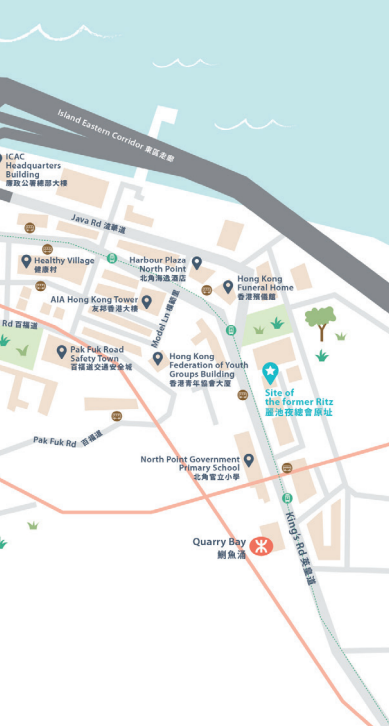 Island Eastern Corridor 東區走廊
ICAC
Headquarters
Building
廉政公署總部大樓
Java Rd 渣華道
Healthy Village
健康村
Harbour Plaza
North Point
北角海逸酒店
Hong Kong
Funeral Home
香港殯儀館
AIA Hong Kong Tower
友邦香港大樓
Model Ln 模範里
Rd 百福道
Pak Fuk Road
Safety Town
百福道交通安全城
Hong Kong
Federation of Youth
Groups Building
香港青年協會大廈
Site of
the former Ritz
麗池夜總會原址
Pak Fuk Rd 百福道
North Point Government
Primary School
北角官立小學
Quarry Bay
鰂魚涌
King's Rd 英皇道